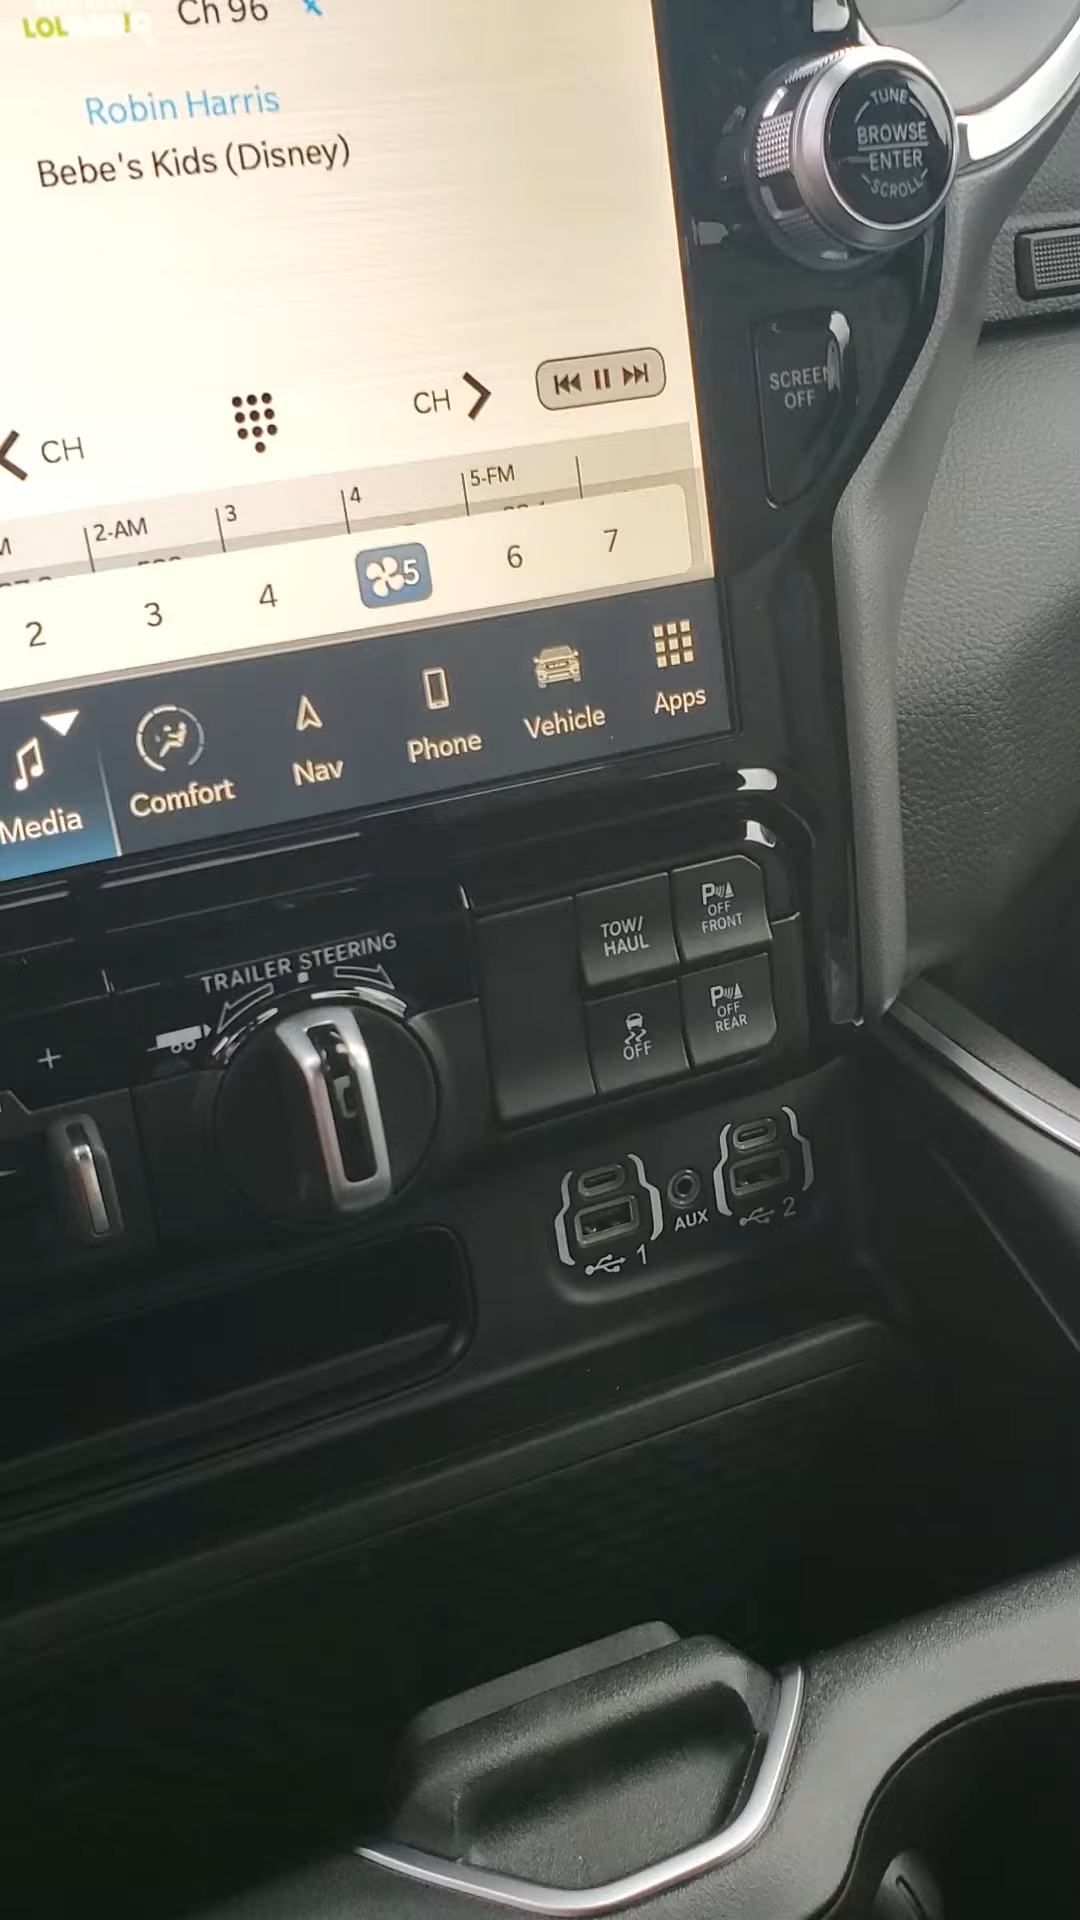 LOL
!
Ch 96
Robin Harris
Bebe's Kids (Disney)
TUNE
BROWSE
ENTER
SCROLL
SCREEN
OFF
CH
CH
2-AM
3
4
5-FM
2
3
4
5
6
7
Media
Comfort
Nav
Phone
Vehicle
Apps
TRAILER STEERING
+
TOW/
HAUL
P
OFF
FRONT
OFF
P
OFF
REAR
1
AUX
2